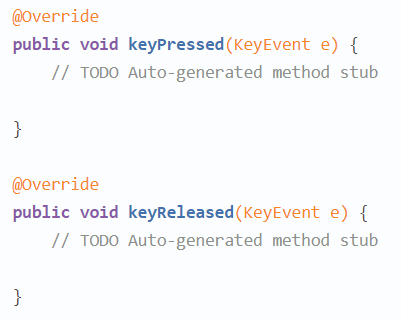 @Override
public void keyPressed(KeyEvent e) {
    // TODO Auto-generated method stub

}

@Override
public void keyReleased(KeyEvent e) {
    // TODO Auto-generated method stub

}